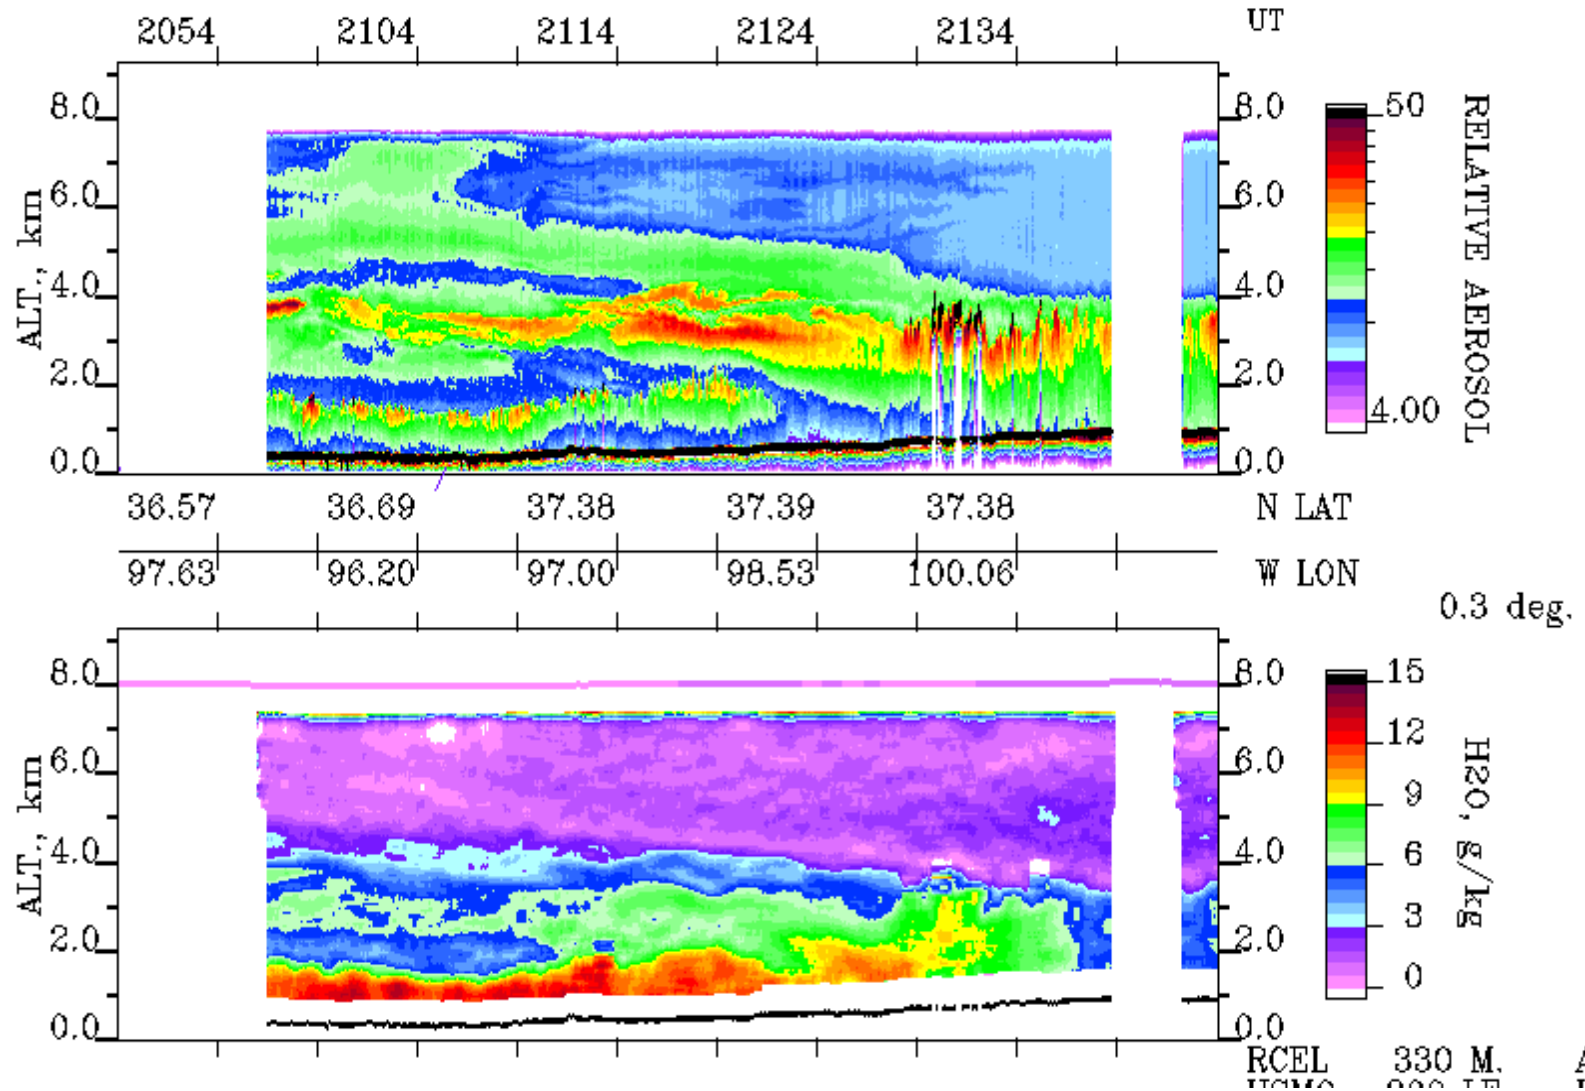 2054 2104 2114 2124 2134 UT
8.0 8.0 50
6.0 6.0
4.0 4.0
2.0 2.0 4.00
0.0 0.0
ALT., km
RELATIVE AEROSOL
36.57 36.69 37.38 37.39 37.38 N LAT
97.63 96.20 97.00 98.53 100.06 W LON
0.3 deg.
8.0 8.0 15
12
6.0 6.0 9
4.0 4.0 6
2.0 2.0 3
0
0.0 0.0
ALT., km
H2O, g/kg
RCEL 330 M.